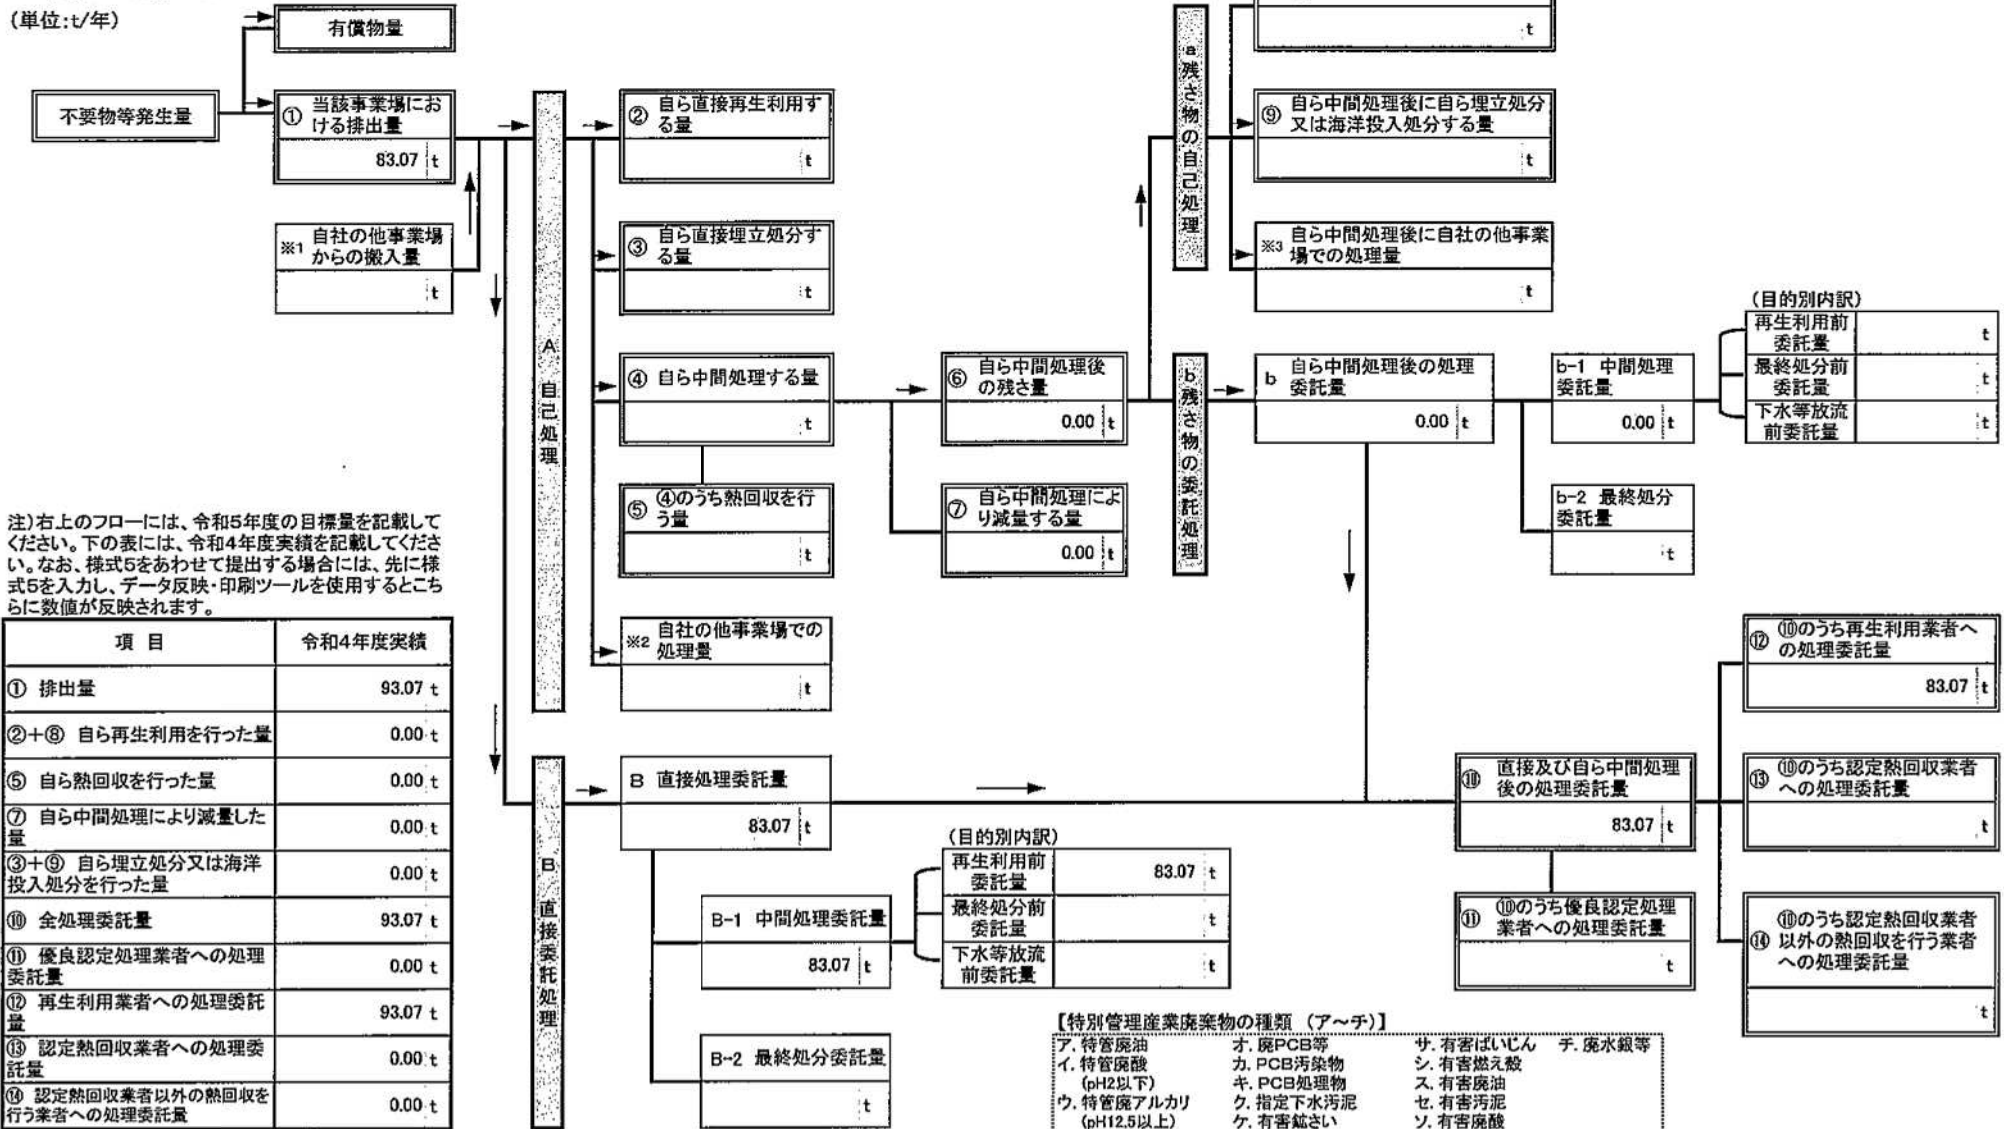 (単位:t/年)
有償物量
不要物等発生量
① 当該事業場にお
ける排出量
83.07 t
※1 自社の他事業場
からの搬入量
t
A 自己処理
② 自ら直接再生利用す
る量
t
③ 自ら直接埋立処分す
る量
t
④ 自ら中間処理する量
t
⑤ ④のうち熱回収を行
う量
t
※2 自社の他事業場での
処理量
t
⑥ 自ら中間処理後
の残さ量
0.00 t
⑦ 自ら中間処理によ
り減量する量
0.00 t
a残さ物の自己処理
t
⑨ 自ら中間処理後に自ら埋立処分
又は海洋投入処分する量
t
※3 自ら中間処理後に自社の他事業
場での処理量
t
b残さ物の委託処理
b 自ら中間処理後の処理
委託量
0.00 t
b-1 中間処理
委託量
0.00 t
b-2 最終処分
委託量
t
(目的別内訳)
再生利用前
委託量
t
最終処分前
委託量
t
下水等放流
前委託量
t
注)右上のフローには、令和5年度の目標量を記載して
ください。下の表には、令和4年度実績を記載してくださ
い。なお、様式5をあわせて提出する場合には、先に様
式5を入力し、データ反映・印刷ツールを使用するとこち
らに数値が反映されます。
項 目 令和4年度実績
① 排出量 93.07 t
②+⑧ 自ら再生利用を行った量 0.00 t
⑤ 自ら熱回収を行った量 0.00 t
⑦ 自ら中間処理により減量した
量 0.00 t
③+⑨ 自ら埋立処分又は海洋
投入処分を行った量 0.00 t
⑩ 全処理委託量 93.07 t
⑪ 優良認定処理業者への処理
委託量 0.00 t
⑫ 再生利用業者への処理委託
量 93.07 t
⑬ 認定熱回収業者への処理委
託量 0.00 t
⑭ 認定熱回収業者以外の熱回収を
行う業者への処理委託量 0.00 t
B 直接委託処理
B 直接処理委託量
83.07 t
B-1 中間処理委託量
83.07 t
B-2 最終処分委託量
t
(目的別内訳)
再生利用前
委託量
83.07 t
最終処分前
委託量
t
下水等放流
前委託量
t
⑩ 直接及び自ら中間処理
後の処理委託量
83.07 t
⑪ ⑩のうち優良認定処理
業者への処理委託量
t
⑫ ⑩のうち再生利用業者へ
の処理委託量
83.07 t
⑬ ⑩のうち認定熱回収業者
への処理委託量
t
⑭ ⑩のうち認定熱回収業者
以外の熱回収を行う業者
への処理委託量
t
【特別管理産業廃棄物の種類 (ア~チ)】
ア. 特管廃油 オ. 廃PCB等 サ. 有害ばいじん チ. 廃水銀等
イ. 特管廃酸 カ. PCB汚染物 シ. 有害燃え殻
(pH2以下) キ. PCB処理物 ス. 有害廃油
ウ. 特管廃アルカリ ク. 指定下水汚泥 セ. 有害汚泥
(pH12.5以上) ケ. 有害鉱さい ソ. 有害廃酸